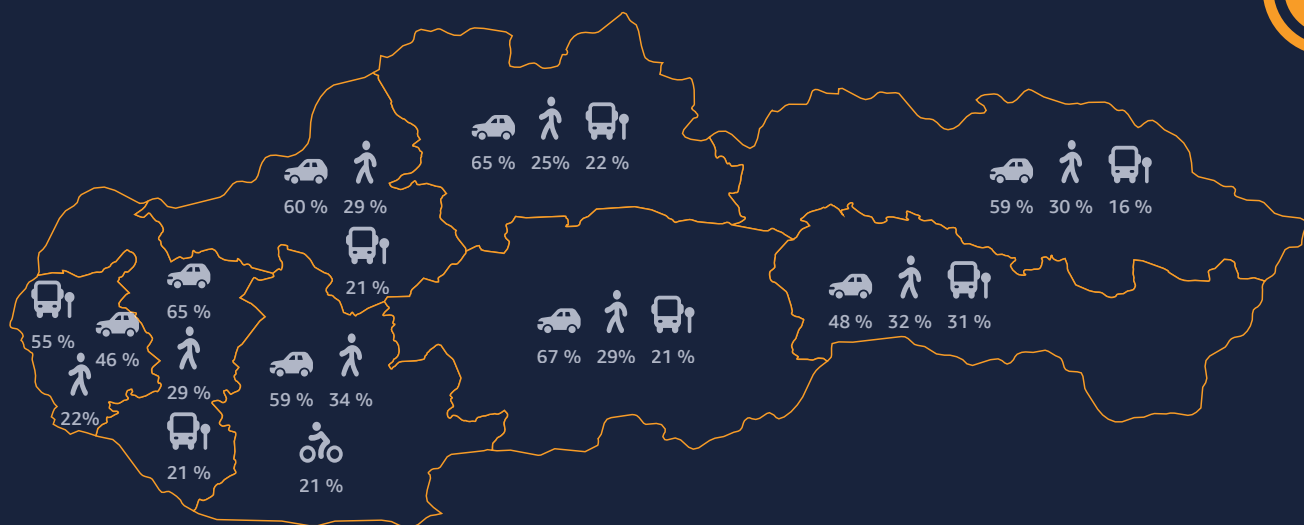 65 % 25% 22 %
60 % 29 %
21 %
59 % 30 % 16 %
55 % 46 %
22%
65 %
29 %
21 %
59 % 34 %
21 %
67 % 29% 21 %
48 % 32 % 31 %